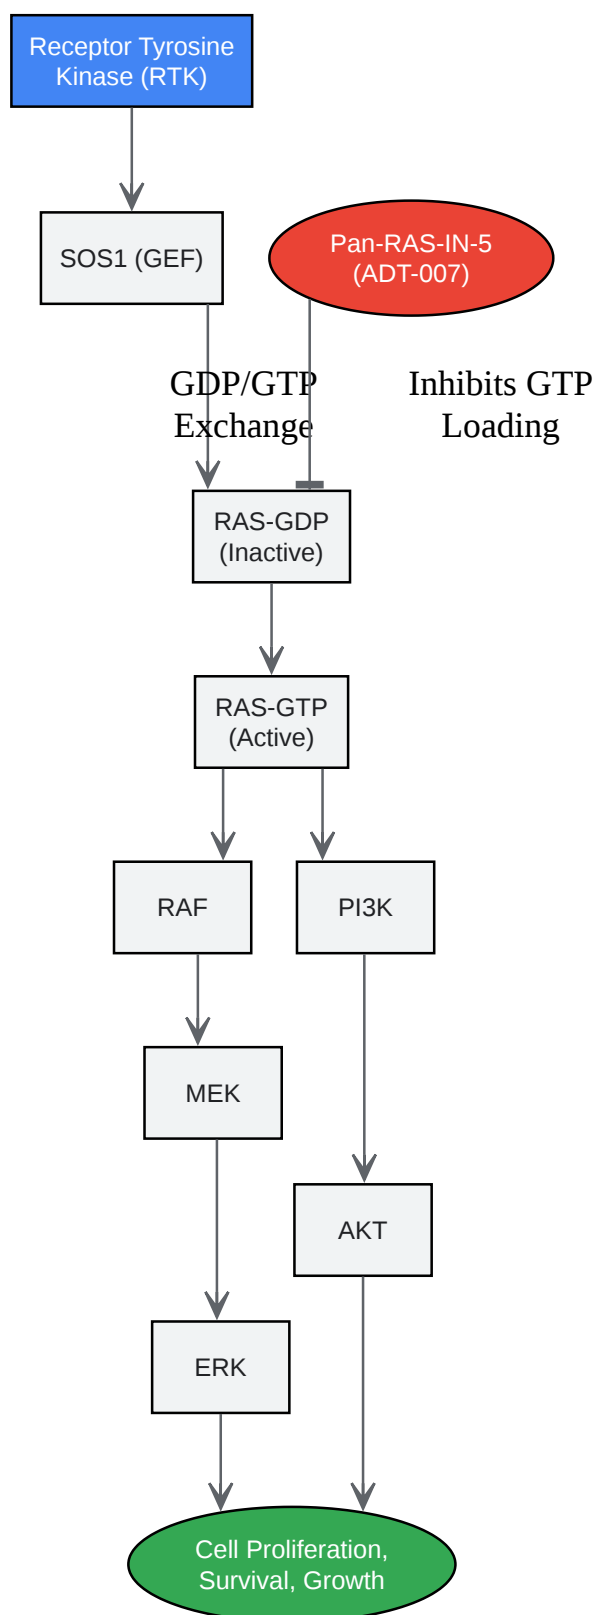 Receptor Tyrosine
Kinase (RTK)
SOS1 (GEF)
Pan-RAS-IN-5
(ADT-007)
GDP/GTP
Exchange
Inhibits GTP
Loading
RAS-GDP
(Inactive)
RAS-GTP
(Active)
RAF
PI3K
MEK
AKT
ERK
Cell Proliferation,
Survival, Growth